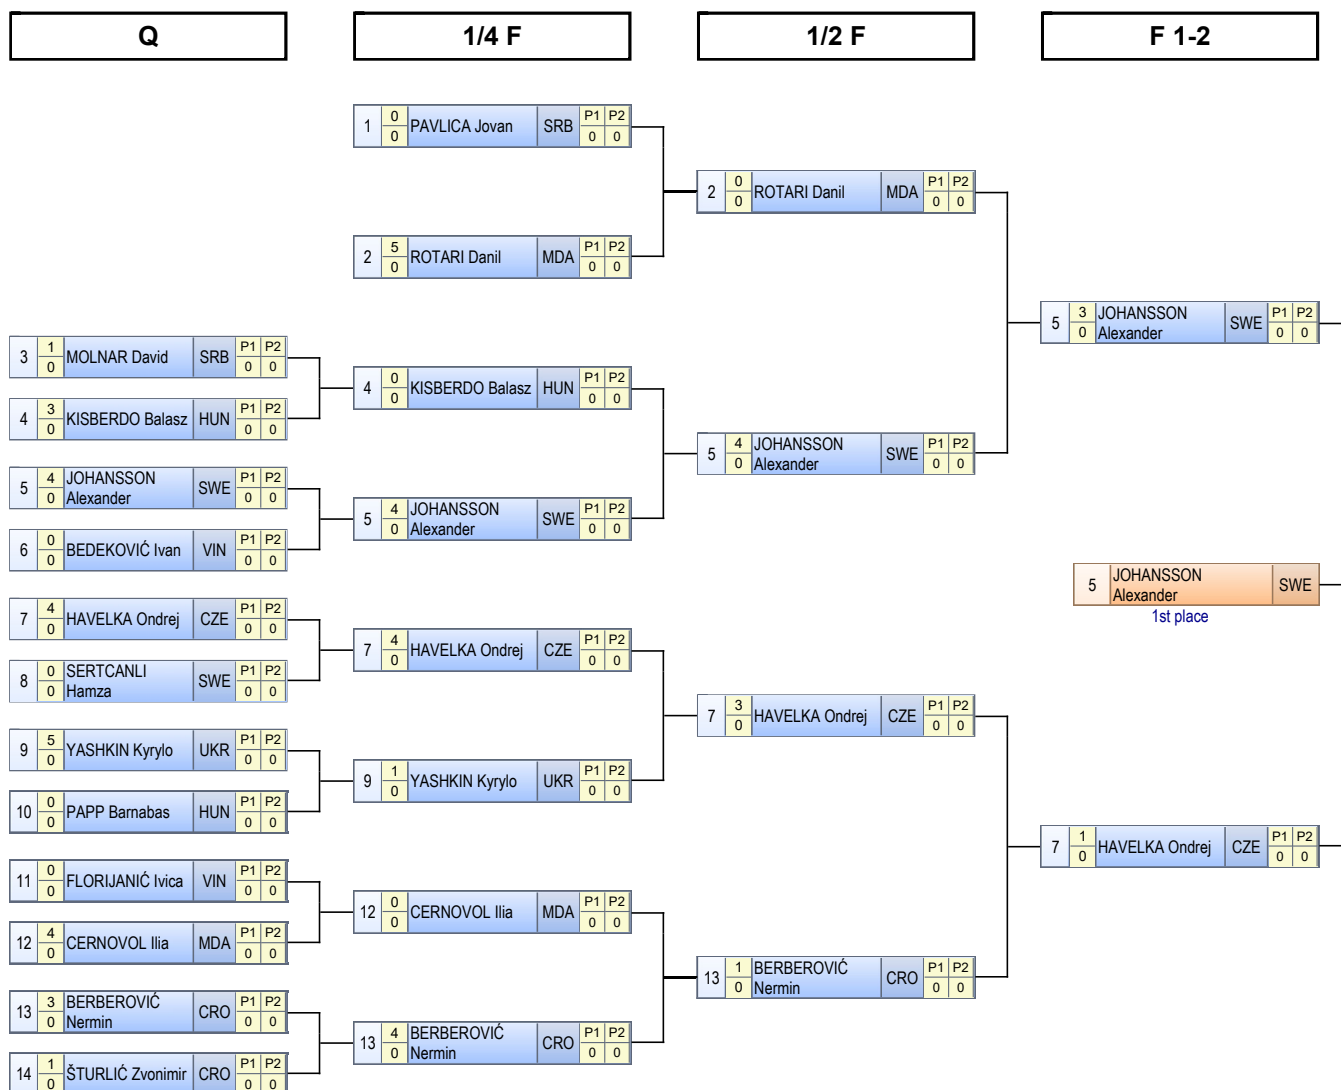 Q
1/4 F
1/2 F
F 1-2
1 0 0 PAVLICA Jovan SRB P1 P2 0 0
2 5 0 ROTARI Danil MDA P1 P2 0 0
2 0 0 ROTARI Danil MDA P1 P2 0 0
3 1 0 MOLNAR David SRB P1 P2 0 0
4 3 0 KISBERDO Balasz HUN P1 P2 0 0
4 0 0 KISBERDO Balasz HUN P1 P2 0 0
5 4 0 JOHANSSON Alexander SWE P1 P2 0 0
6 0 0 BEDEKOVIĆ Ivan VIN P1 P2 0 0
5 4 0 JOHANSSON Alexander SWE P1 P2 0 0
5 4 0 JOHANSSON Alexander SWE P1 P2 0 0
5 3 0 JOHANSSON Alexander SWE P1 P2 0 0
5 JOHANSSON Alexander SWE
1st place
7 4 0 HAVELKA Ondrej CZE P1 P2 0 0
8 0 0 SERTCANLI Hamza SWE P1 P2 0 0
7 4 0 HAVELKA Ondrej CZE P1 P2 0 0
9 5 0 YASHKIN Kyrylo UKR P1 P2 0 0
10 0 0 PAPP Barnabas HUN P1 P2 0 0
9 1 0 YASHKIN Kyrylo UKR P1 P2 0 0
7 3 0 HAVELKA Ondrej CZE P1 P2 0 0
7 1 0 HAVELKA Ondrej CZE P1 P2 0 0
11 0 0 FLORIJANIĆ Ivica VIN P1 P2 0 0
12 4 0 CERNOVOL Ilia MDA P1 P2 0 0
12 0 0 CERNOVOL Ilia MDA P1 P2 0 0
13 3 0 BERBEROVIĆ Nermin CRO P1 P2 0 0
14 1 0 ŠTURLIĆ Zvonimir CRO P1 P2 0 0
13 4 0 BERBEROVIĆ Nermin CRO P1 P2 0 0
13 1 0 BERBEROVIĆ Nermin CRO P1 P2 0 0